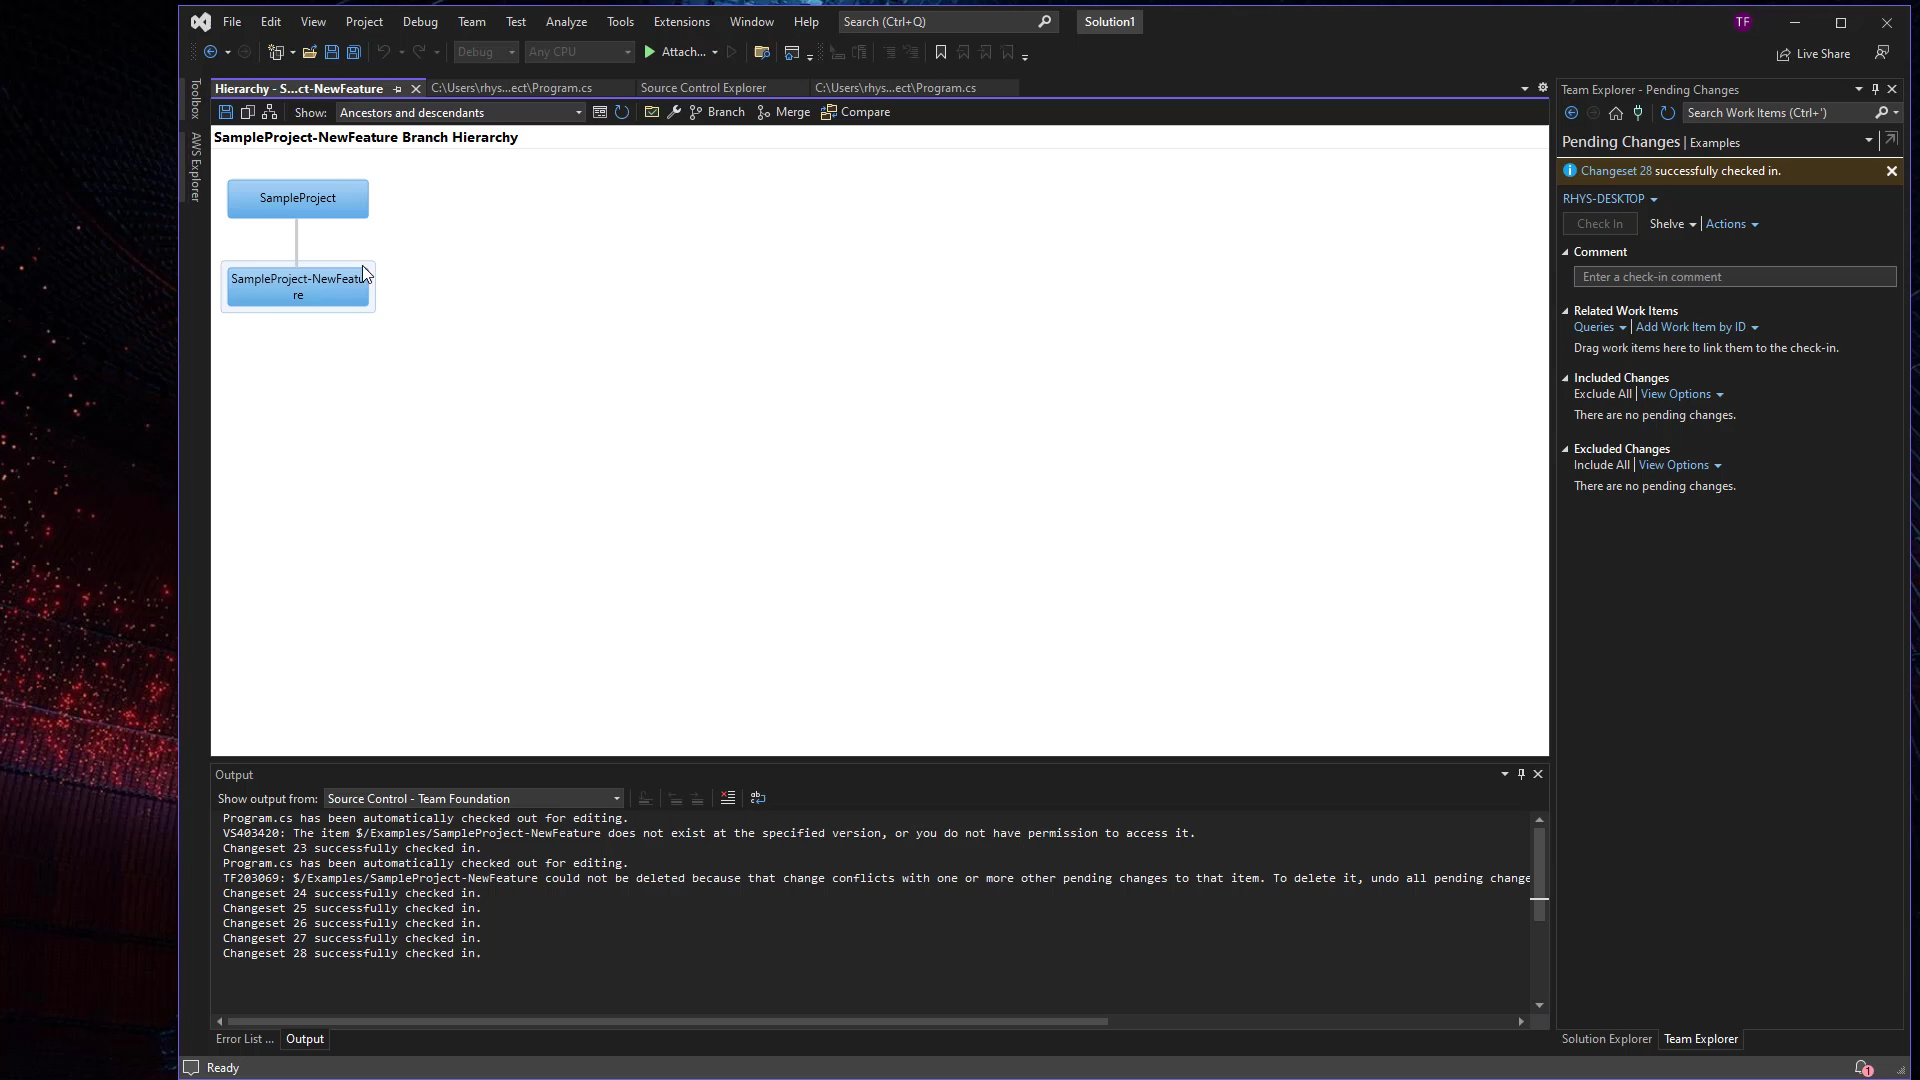 File Edit View Project Debug Team Test Analyze Tools Extensions Window Help Search (Ctrl+Q) Solution1 TF
Debug Any CPU Attach... Live Share
Toolbox
AWS Explorer
Hierarchy - S...ct-NewFeature C:\Users\rhys...ect\Program.cs Source Control Explorer C:\Users\rhys...ect\Program.cs
Show: Ancestors and descendants Branch Merge Compare
SampleProject-NewFeature Branch Hierarchy
SampleProject
SampleProject-NewFeatu
re
Output
Show output from: Source Control - Team Foundation
Program.cs has been automatically checked out for editing.
VS403420: The item $/Examples/SampleProject-NewFeature does not exist at the specified version, or you do not have permission to access it.
Changeset 23 successfully checked in.
Program.cs has been automatically checked out for editing.
TF203069: $/Examples/SampleProject-NewFeature could not be deleted because that change conflicts with one or more other pending changes to that item. To delete it, undo all pending change
Changeset 24 successfully checked in.
Changeset 25 successfully checked in.
Changeset 26 successfully checked in.
Changeset 27 successfully checked in.
Changeset 28 successfully checked in.
Error List ... Output
Team Explorer - Pending Changes
Search Work Items (Ctrl+')
Pending Changes | Examples
Changeset 28 successfully checked in.
RHYS-DESKTOP
Check In Shelve Actions
Comment
Enter a check-in comment
Related Work Items
Queries Add Work Item by ID
Drag work items here to link them to the check-in.
Included Changes
Exclude All View Options
There are no pending changes.
Excluded Changes
Include All View Options
There are no pending changes.
Solution Explorer Team Explorer
Ready 1